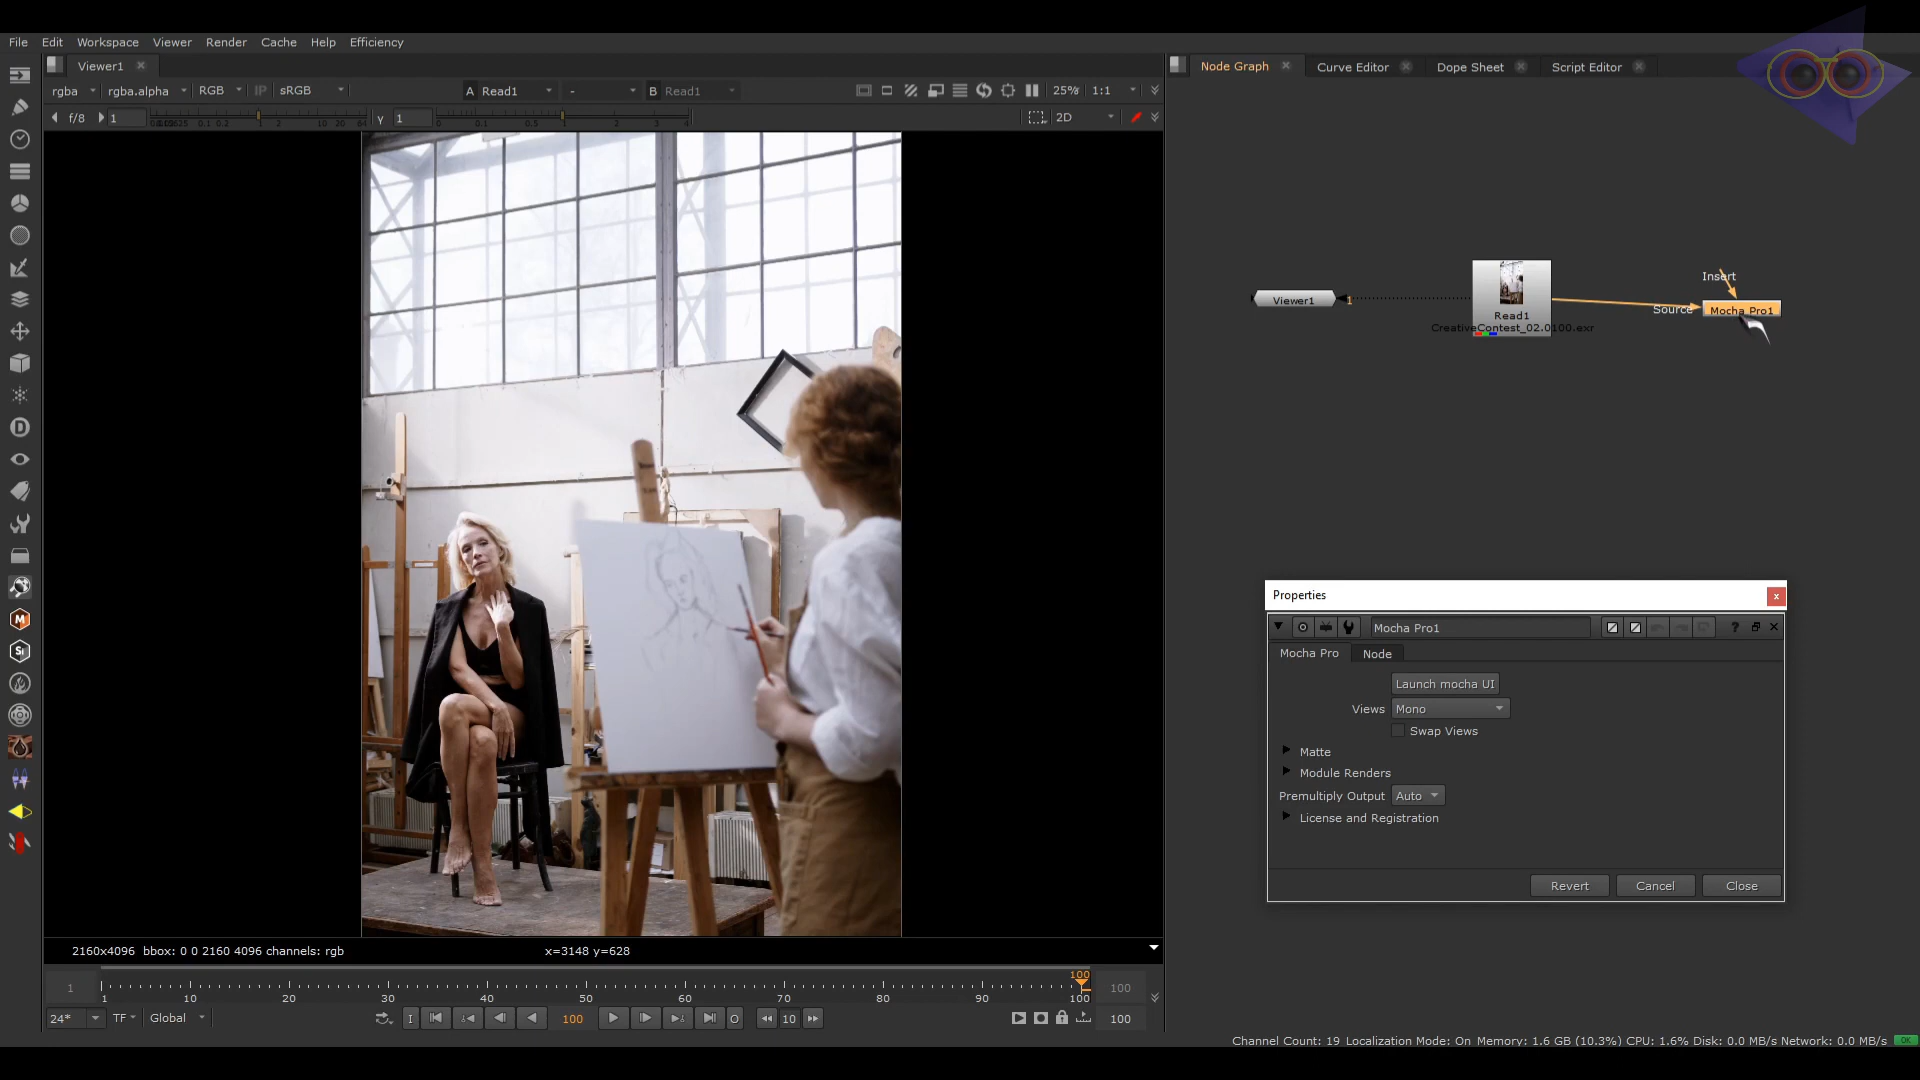 File Edit Workspace Viewer Render Cache Help Efficiency
Viewer1
Node Graph Curve Editor Dope Sheet Script Editor
rgba rgba.alpha RGB IP sRGB A Read1 - B Read1 25% 1:1
f/8 1 γ 1 2D
Insert
Viewer1 1
Source Mocha Pro1
Read1
CreativeContest_02.0100.exr
Properties
Mocha Pro1
Mocha Pro Node
Launch mocha UI
Views Mono
Swap Views
Matte
Module Renders
Premultiply Output Auto
License and Registration
Revert Cancel Close
2160x4096 bbox: 0 0 2160 4096 channels: rgb x=3148 y=628
100
1 100
1 10 20 30 40 50 60 70 80 90 100
24* TF Global I 100 O 10 100
Channel Count: 19 Localization Mode: On Memory: 1.6 GB (10.3%) CPU: 1.6% Disk: 0.0 MB/s Network: 0.0 MB/s OK